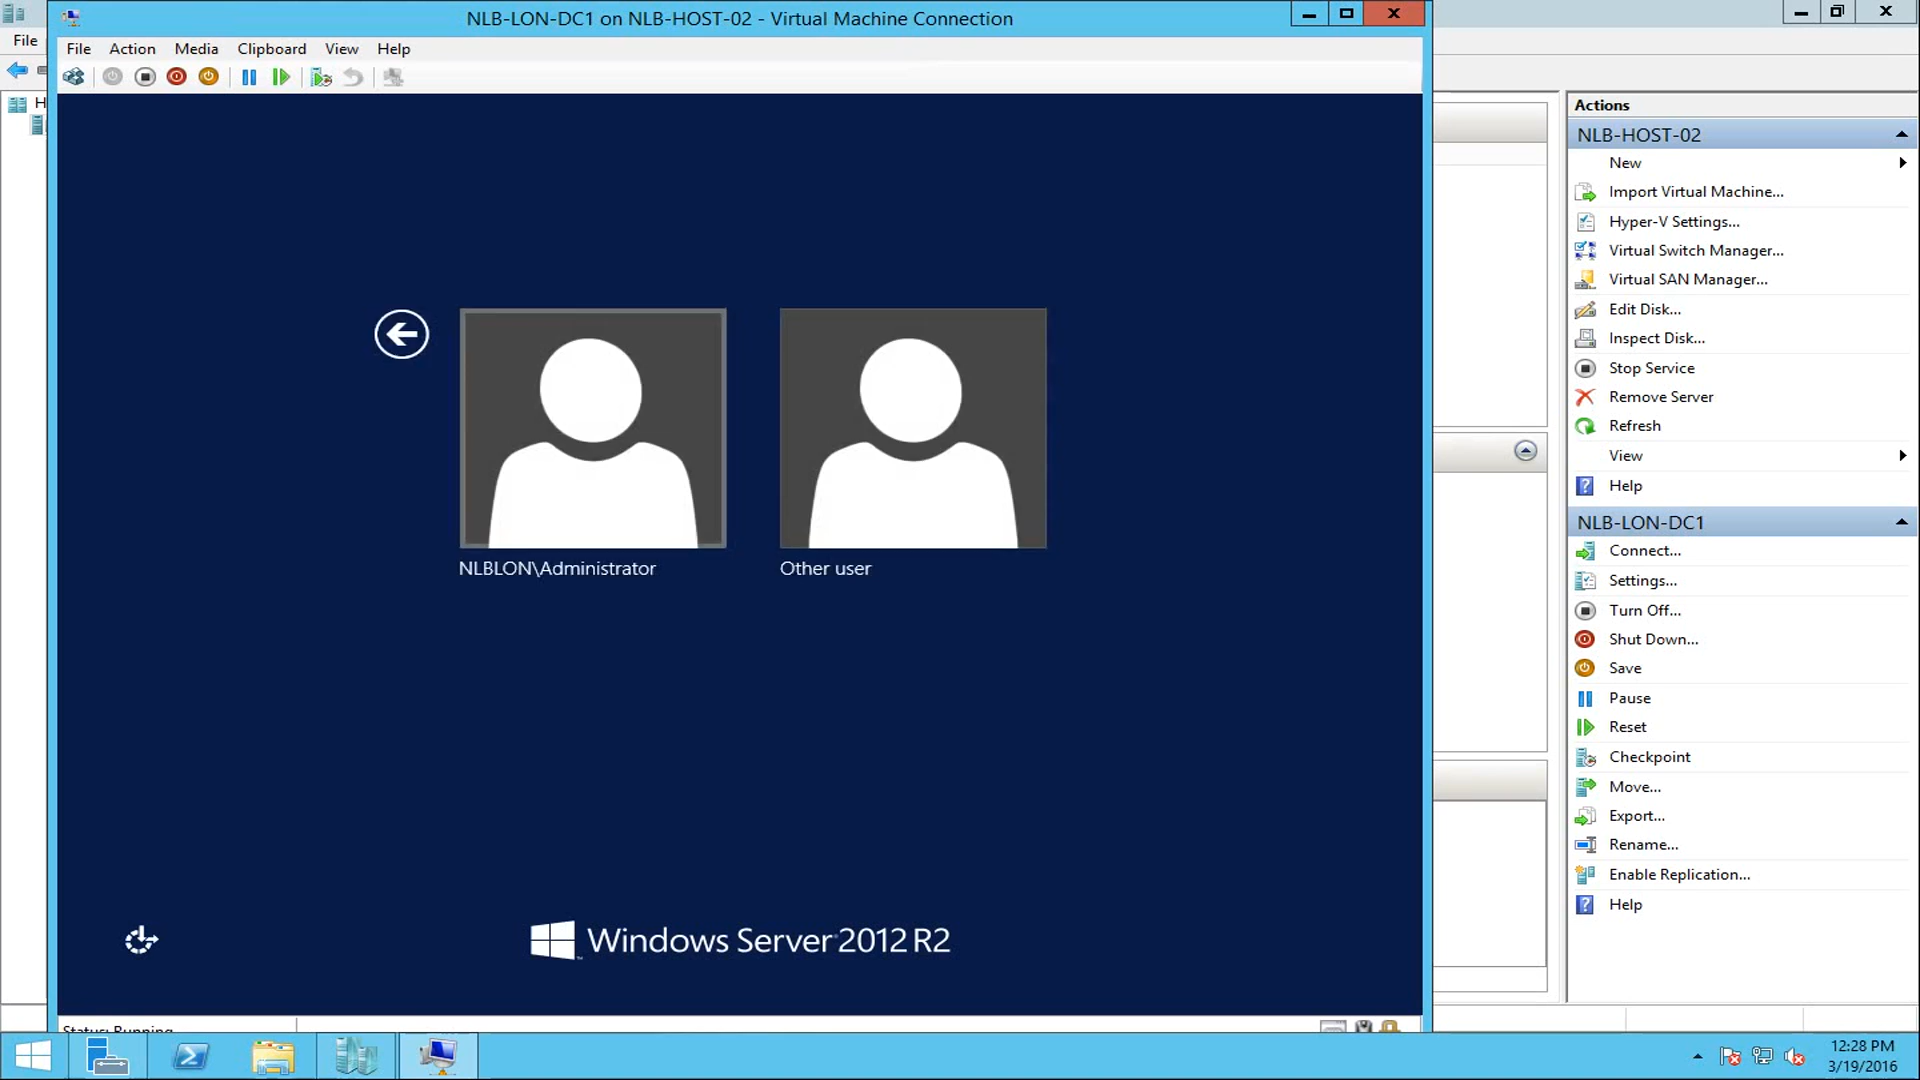 NLB-LON-DC1 on NLB-HOST-02 - Virtual Machine Connection
File
File Action Media Clipboard View Help
H
NLBLON\Administrator
Other user
Windows Server 2012 R2
Status: Running
Actions
NLB-HOST-02
New
Import Virtual Machine...
Hyper-V Settings...
Virtual Switch Manager...
Virtual SAN Manager...
Edit Disk...
Inspect Disk...
Stop Service
Remove Server
Refresh
View
Help
NLB-LON-DC1
Connect...
Settings...
Turn Off...
Shut Down...
Save
Pause
Reset
Checkpoint
Move...
Export...
Rename...
Enable Replication...
Help
12:28 PM
3/19/2016